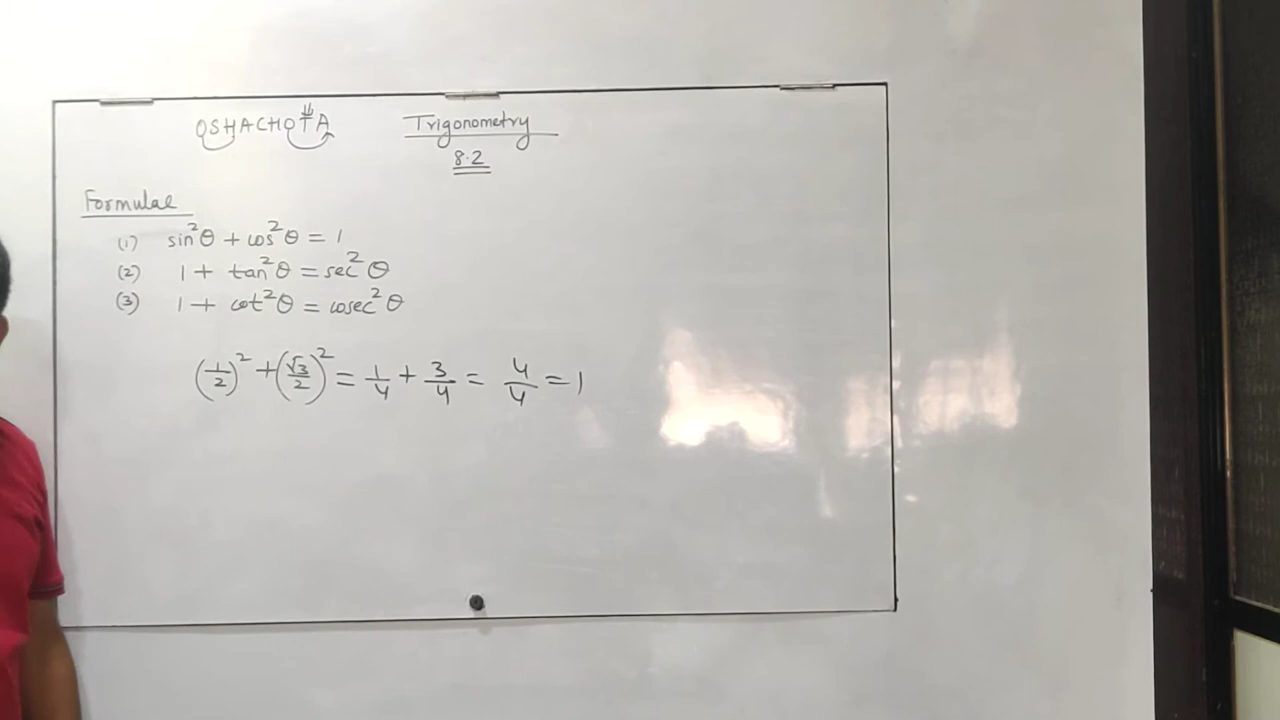 OSHACHOTA Trigonometry
8.2
Formulae
(1) sin²θ + cos²θ = 1
(2) 1 + tan²θ = sec²θ
(3) 1 + cot²θ = cosec²θ
(1/2)² + (√3/2)² = 1/4 + 3/4 = 4/4 = 1